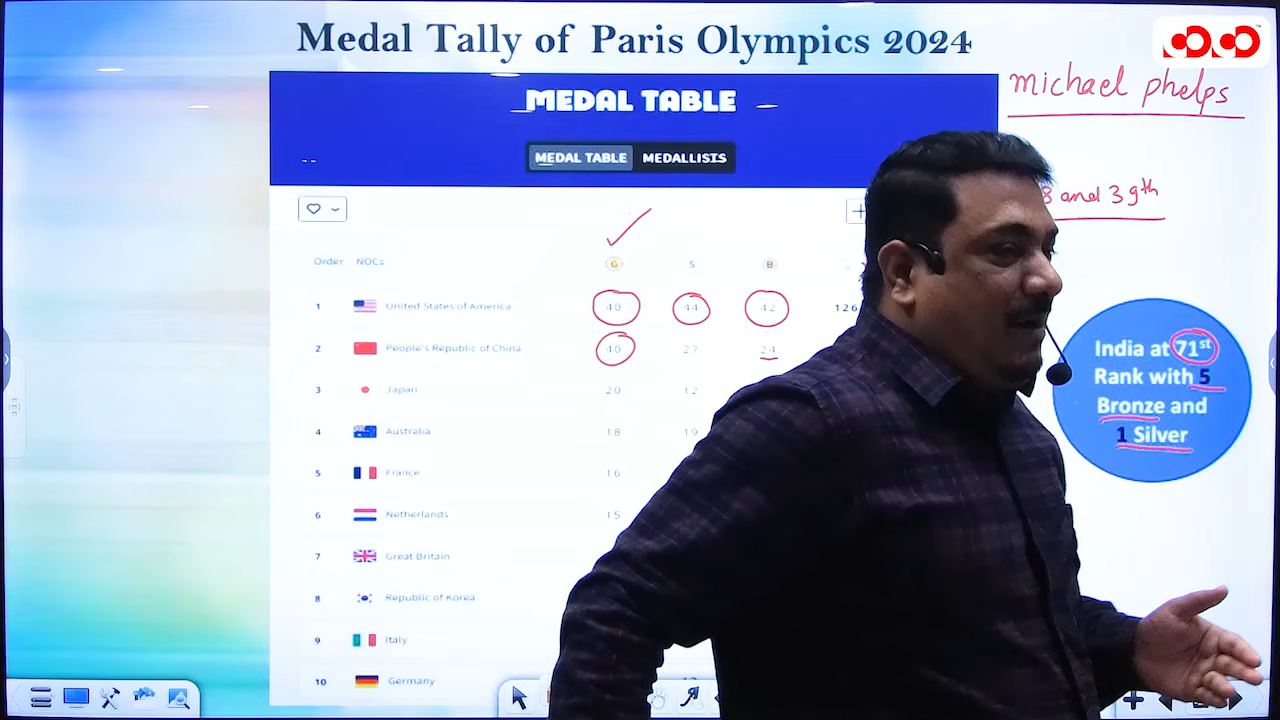 Medal Tally of Paris Olympics 2024
michael phelps
MEDAL TABLE
MEDAL TABLE MEDALLISTS
8 and 39th
Order NOCs G S B
1 United States of America 40 44 42 126
2 People's Republic of China 40 27 24
3 Japan 20 12
4 Australia 18 19
5 France 16
6 Netherlands 15
7 Great Britain
8 Republic of Korea
9 Italy
10 Germany
India at 71st
Rank with 5
Bronze and
1 Silver